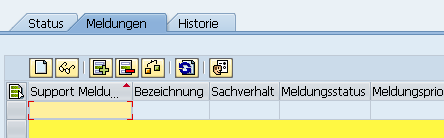 Status Meldungen Historie
Support Meldu... Bezeichnung Sachverhalt Meldungsstatus Meldungsprio